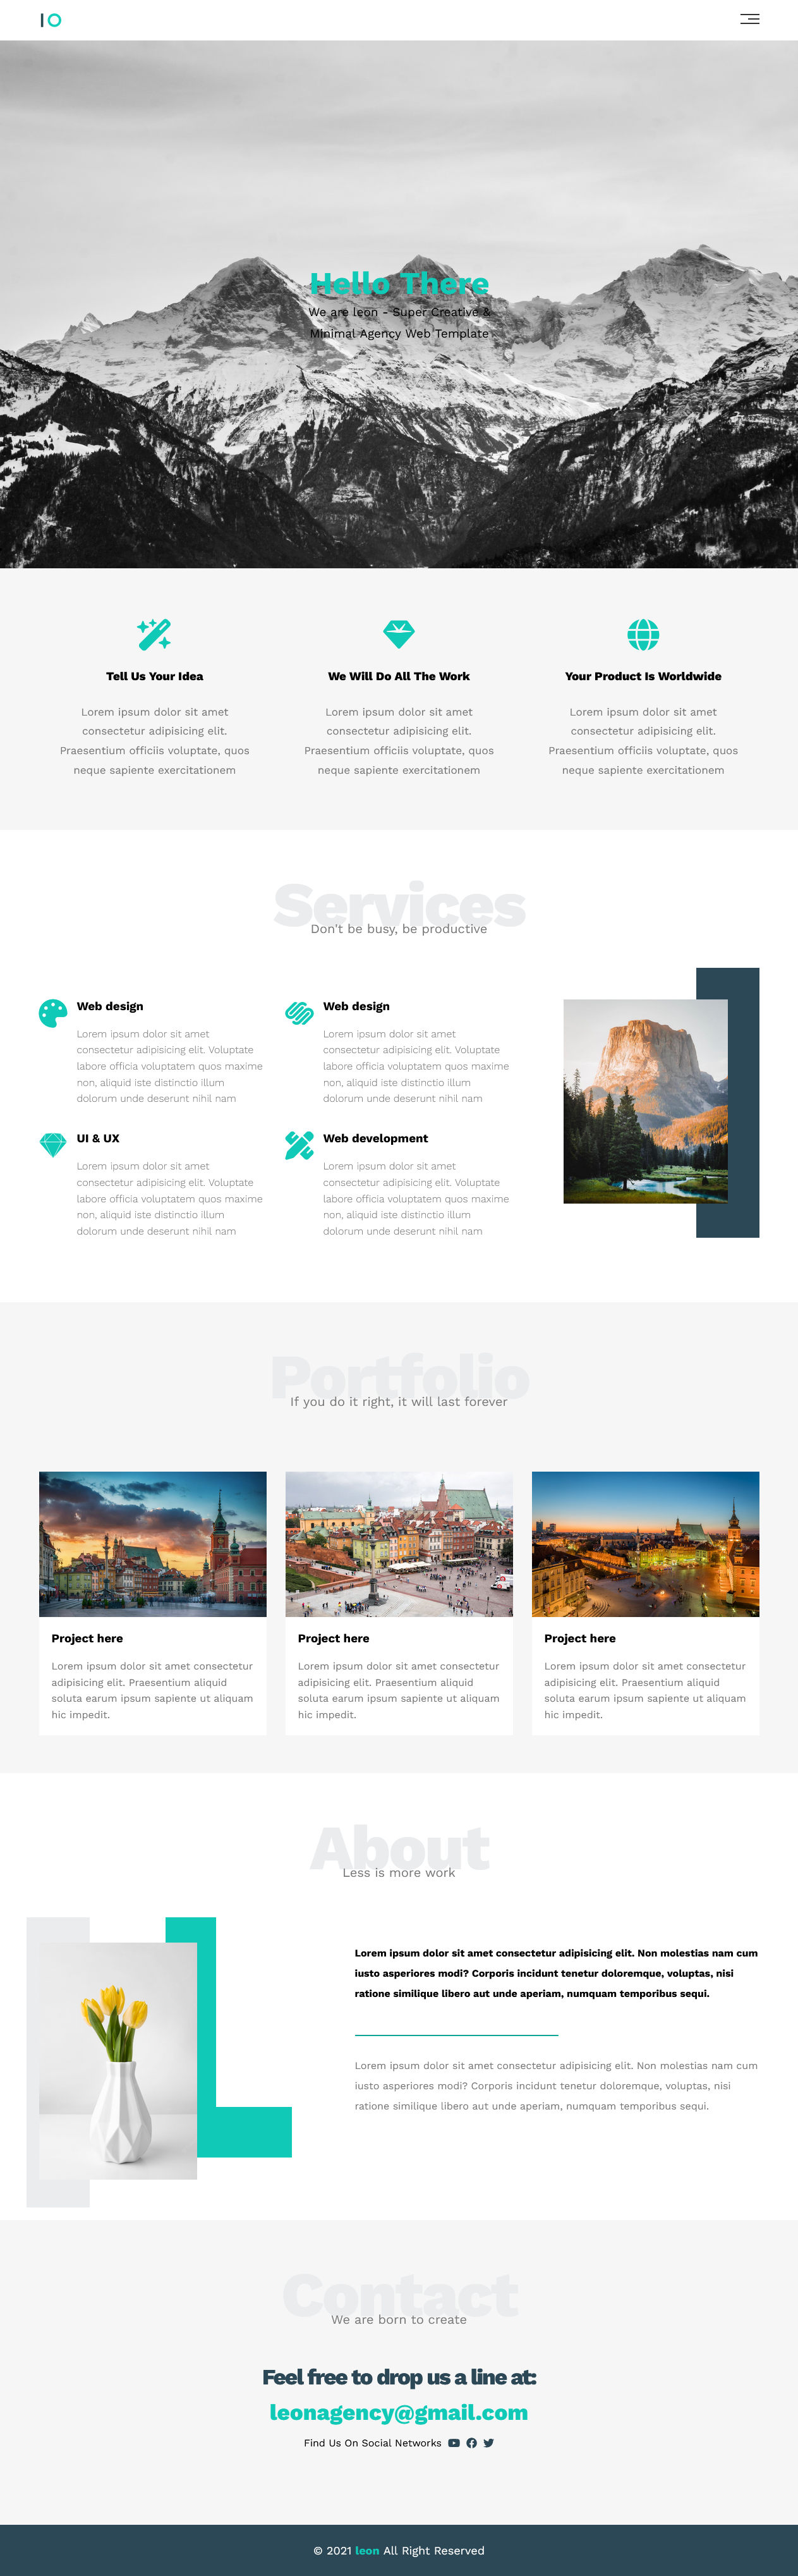 IO
Hello There
We are leon - Super Creative &
Minimal Agency Web Template
Tell Us Your Idea
Lorem ipsum dolor sit amet
consectetur adipisicing elit.
Praesentium officiis voluptate, quos
neque sapiente exercitationem
We Will Do All The Work
Lorem ipsum dolor sit amet
consectetur adipisicing elit.
Praesentium officiis voluptate, quos
neque sapiente exercitationem
Your Product Is Worldwide
Lorem ipsum dolor sit amet
consectetur adipisicing elit.
Praesentium officiis voluptate, quos
neque sapiente exercitationem
Services
Don't be busy, be productive
Web design
Lorem ipsum dolor sit amet
consectetur adipisicing elit. Voluptate
labore officia voluptatem quos maxime
non, aliquid iste distinctio illum
dolorum unde deserunt nihil nam
Web design
Lorem ipsum dolor sit amet
consectetur adipisicing elit. Voluptate
labore officia voluptatem quos maxime
non, aliquid iste distinctio illum
dolorum unde deserunt nihil nam
UI & UX
Lorem ipsum dolor sit amet
consectetur adipisicing elit. Voluptate
labore officia voluptatem quos maxime
non, aliquid iste distinctio illum
dolorum unde deserunt nihil nam
Web development
Lorem ipsum dolor sit amet
consectetur adipisicing elit. Voluptate
labore officia voluptatem quos maxime
non, aliquid iste distinctio illum
dolorum unde deserunt nihil nam
Portfolio
If you do it right, it will last forever
Project here
Lorem ipsum dolor sit amet consectetur
adipisicing elit. Praesentium aliquid
soluta earum ipsum sapiente ut aliquam
hic impedit.
Project here
Lorem ipsum dolor sit amet consectetur
adipisicing elit. Praesentium aliquid
soluta earum ipsum sapiente ut aliquam
hic impedit.
Project here
Lorem ipsum dolor sit amet consectetur
adipisicing elit. Praesentium aliquid
soluta earum ipsum sapiente ut aliquam
hic impedit.
About
Less is more work
Lorem ipsum dolor sit amet consectetur adipisicing elit. Non molestias nam cum
iusto asperiores modi? Corporis incidunt tenetur doloremque, voluptas, nisi
ratione similique libero aut unde aperiam, numquam temporibus sequi.
Lorem ipsum dolor sit amet consectetur adipisicing elit. Non molestias nam cum
iusto asperiores modi? Corporis incidunt tenetur doloremque, voluptas, nisi
ratione similique libero aut unde aperiam, numquam temporibus sequi.
Contact
We are born to create
Feel free to drop us a line at:
leonagency@gmail.com
Find Us On Social Networks
© 2021 leon All Right Reserved